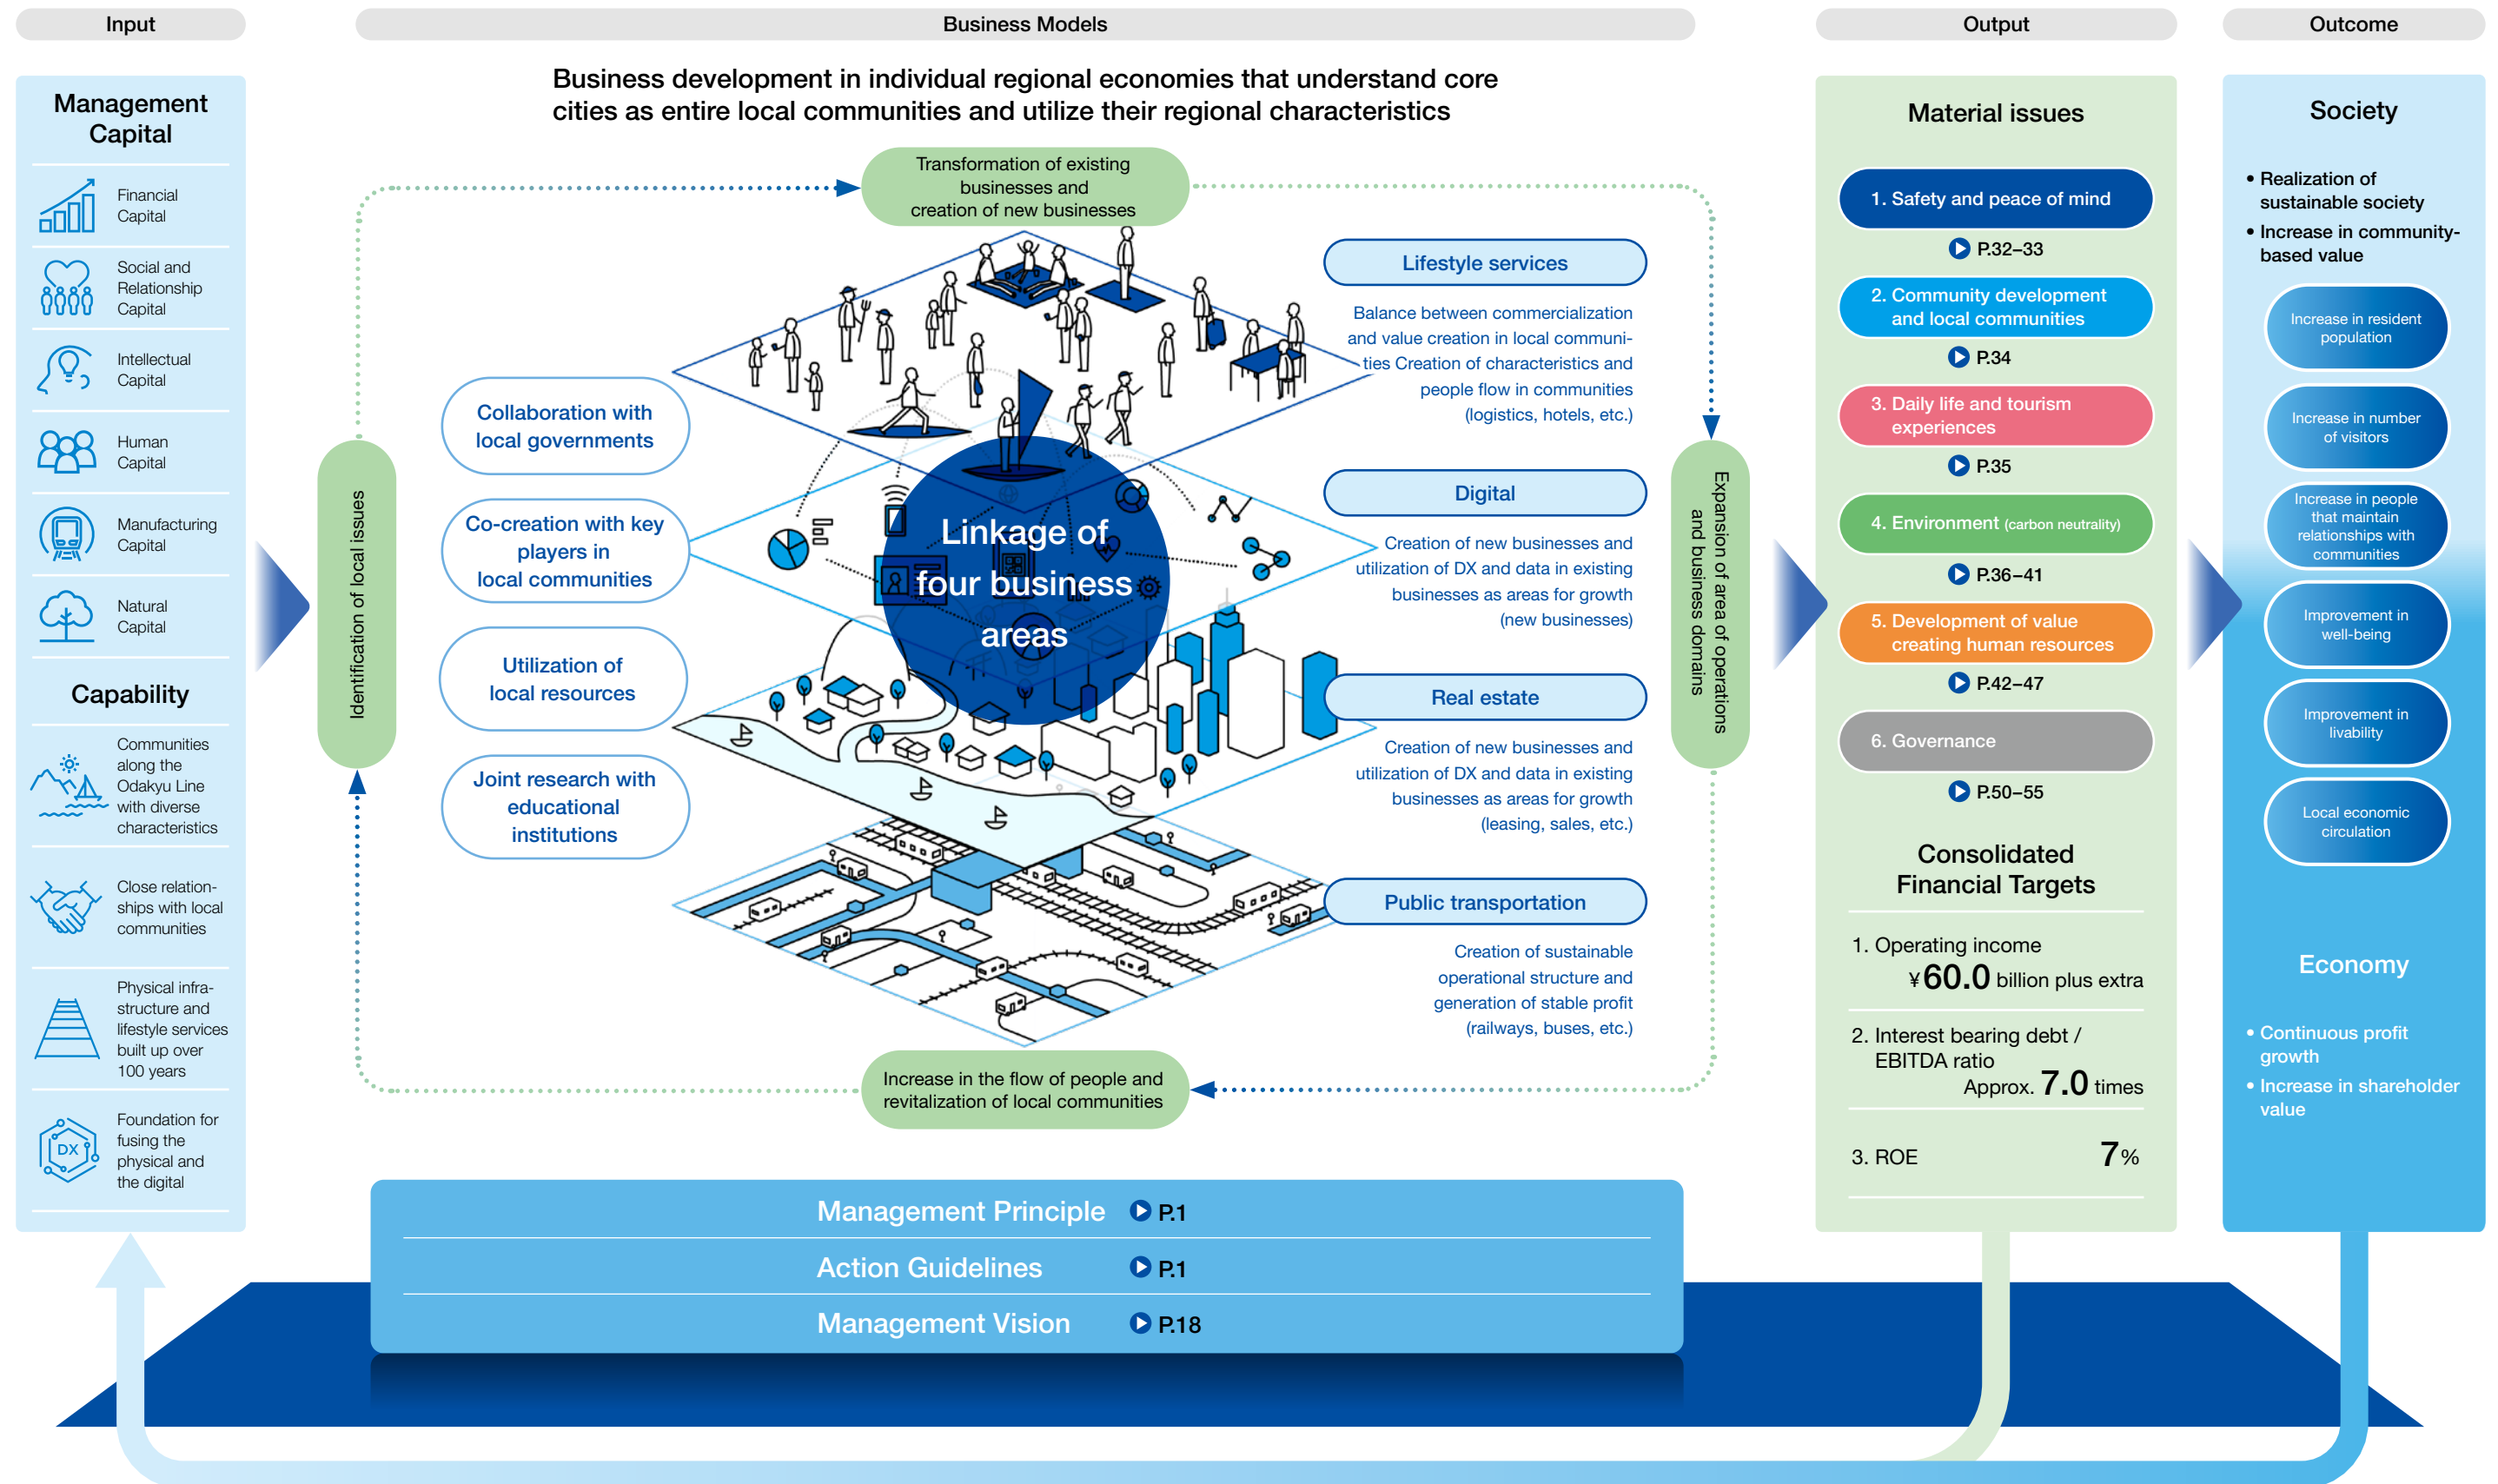 Input
Business Models
Output
Outcome
Management
Capital
Financial
Capital
Social and
Relationship
Capital
Intellectual
Capital
Human
Capital
Manufacturing
Capital
Natural
Capital
Capability
Communities
along the
Odakyu Line
with diverse
characteristics
Close relation-
ships with local
communities
Physical infra-
structure and
lifestyle services
built up over
100 years
DX
Foundation for
fusing the
physical and
the digital
Business development in individual regional economies that understand core
cities as entire local communities and utilize their regional characteristics
Transformation of existing
businesses and
creation of new businesses
Identification of local issues
Collaboration with
local governments
Co-creation with key
players in
local communities
Utilization of
local resources
Joint research with
educational
institutions
Linkage of
four business
areas
Lifestyle services
Balance between commercialization
and value creation in local communi-
ties Creation of characteristics and
people flow in communities
(logistics, hotels, etc.)
Digital
Creation of new businesses and
utilization of DX and data in existing
businesses as areas for growth
(new businesses)
Real estate
Creation of new businesses and
utilization of DX and data in existing
businesses as areas for growth
(leasing, sales, etc.)
Public transportation
Creation of sustainable
operational structure and
generation of stable profit
(railways, buses, etc.)
Expansion of area of operations
and business domains
Increase in the flow of people and
revitalization of local communities
Management Principle P.1
Action Guidelines P.1
Management Vision P.18
Material issues
1. Safety and peace of mind
P.32–33
2. Community development
and local communities
P.34
3. Daily life and tourism
experiences
P.35
4. Environment (carbon neutrality)
P.36–41
5. Development of value
creating human resources
P.42–47
6. Governance
P.50–55
Consolidated
Financial Targets
1. Operating income
¥60.0 billion plus extra
2. Interest bearing debt /
EBITDA ratio
Approx. 7.0 times
3. ROE 7%
Society
• Realization of
sustainable society
• Increase in community-
based value
Increase in resident
population
Increase in number
of visitors
Increase in people
that maintain
relationships with
communities
Improvement in
well-being
Improvement in
livability
Local economic
circulation
Economy
• Continuous profit
growth
• Increase in shareholder
value